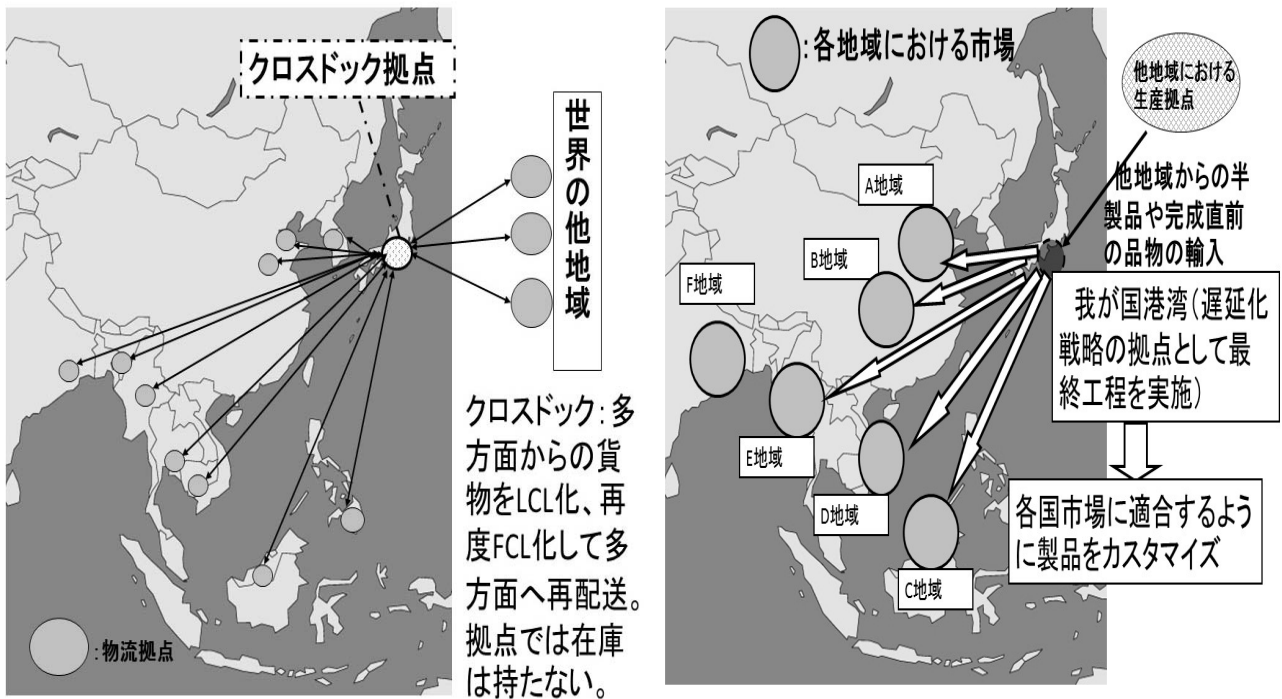 クロスドック拠点
世界の他地域
クロスドック：多
方面からの貨
物をLCL化、再
度FCL化して多
方面へ再配送。
拠点では在庫
は持たない。
：物流拠点
：各地域における市場
他地域における
生産拠点
A地域
他地域からの半
製品や完成直前
の品物の輸入
B地域
F地域
我が国港湾（遅延化
戦略の拠点として最
終工程を実施）
E地域
D地域
各国市場に適合するよう
に製品をカスタマイズ
C地域